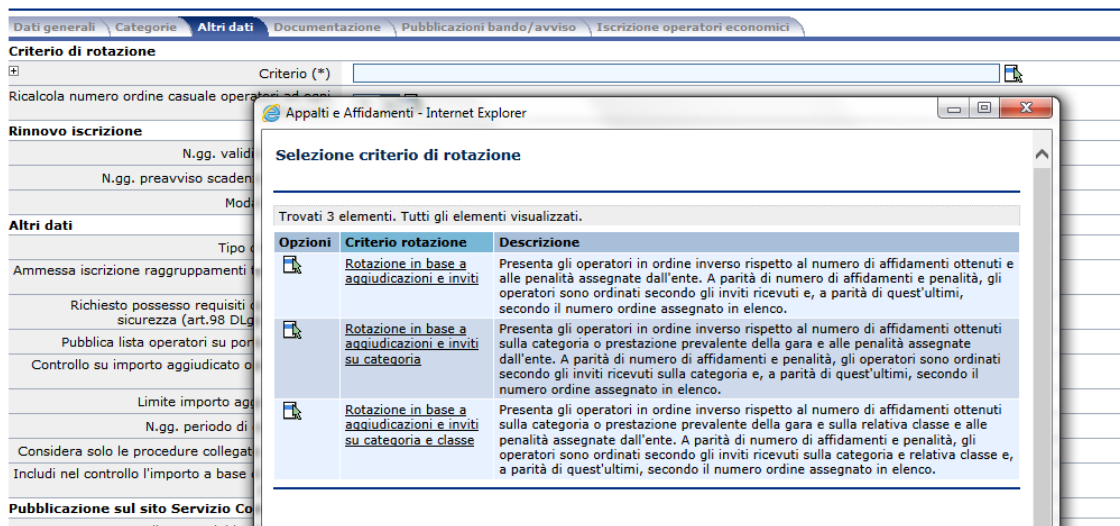 Dati generali Categorie Altri dati Documentazione Pubblicazioni bando/avviso Iscrizione operatori economici
Criterio di rotazione
Criterio (*)
Ricalcola numero ordine casuale operatori ad ogni
Rinnovo iscrizione
N.gg. validi
N.gg. preavviso scaden
Moda
Altri dati
Tipo
Ammessa iscrizione raggruppamenti
Richiesto possesso requisiti
sicurezza (art.98 DLg
Pubblica lista operatori su por
Controllo su importo aggiudicato o
Limite importo agg
N.gg. periodo di
Considera solo le procedure collegat
Includi nel controllo l'importo a base
Pubblicazione sul sito Servizio Co
Appalti e Affidamenti - Internet Explorer
Selezione criterio di rotazione
Trovati 3 elementi. Tutti gli elementi visualizzati.
Opzioni Criterio rotazione Descrizione
Rotazione in base a
aggiudicazioni e inviti
Presenta gli operatori in ordine inverso rispetto al numero di affidamenti ottenuti e
alle penalità assegnate dall'ente. A parità di numero di affidamenti e penalità, gli
operatori sono ordinati secondo gli inviti ricevuti e, a parità di quest'ultimi,
secondo il numero ordine assegnato in elenco.
Rotazione in base a
aggiudicazioni e inviti
su categoria
Presenta gli operatori in ordine inverso rispetto al numero di affidamenti ottenuti
sulla categoria o prestazione prevalente della gara e alle penalità assegnate
dall'ente. A parità di numero di affidamenti e penalità, gli operatori sono ordinati
secondo gli inviti ricevuti sulla categoria e, a parità di quest'ultimi, secondo il
numero ordine assegnato in elenco.
Rotazione in base a
aggiudicazioni e inviti
su categoria e classe
Presenta gli operatori in ordine inverso rispetto al numero di affidamenti ottenuti
sulla categoria o prestazione prevalente della gara e sulla relativa classe e alle
penalità assegnate dall'ente. A parità di numero di affidamenti e penalità, gli
operatori sono ordinati secondo gli inviti ricevuti sulla categoria e relativa classe e,
a parità di quest'ultimi, secondo il numero ordine assegnato in elenco.